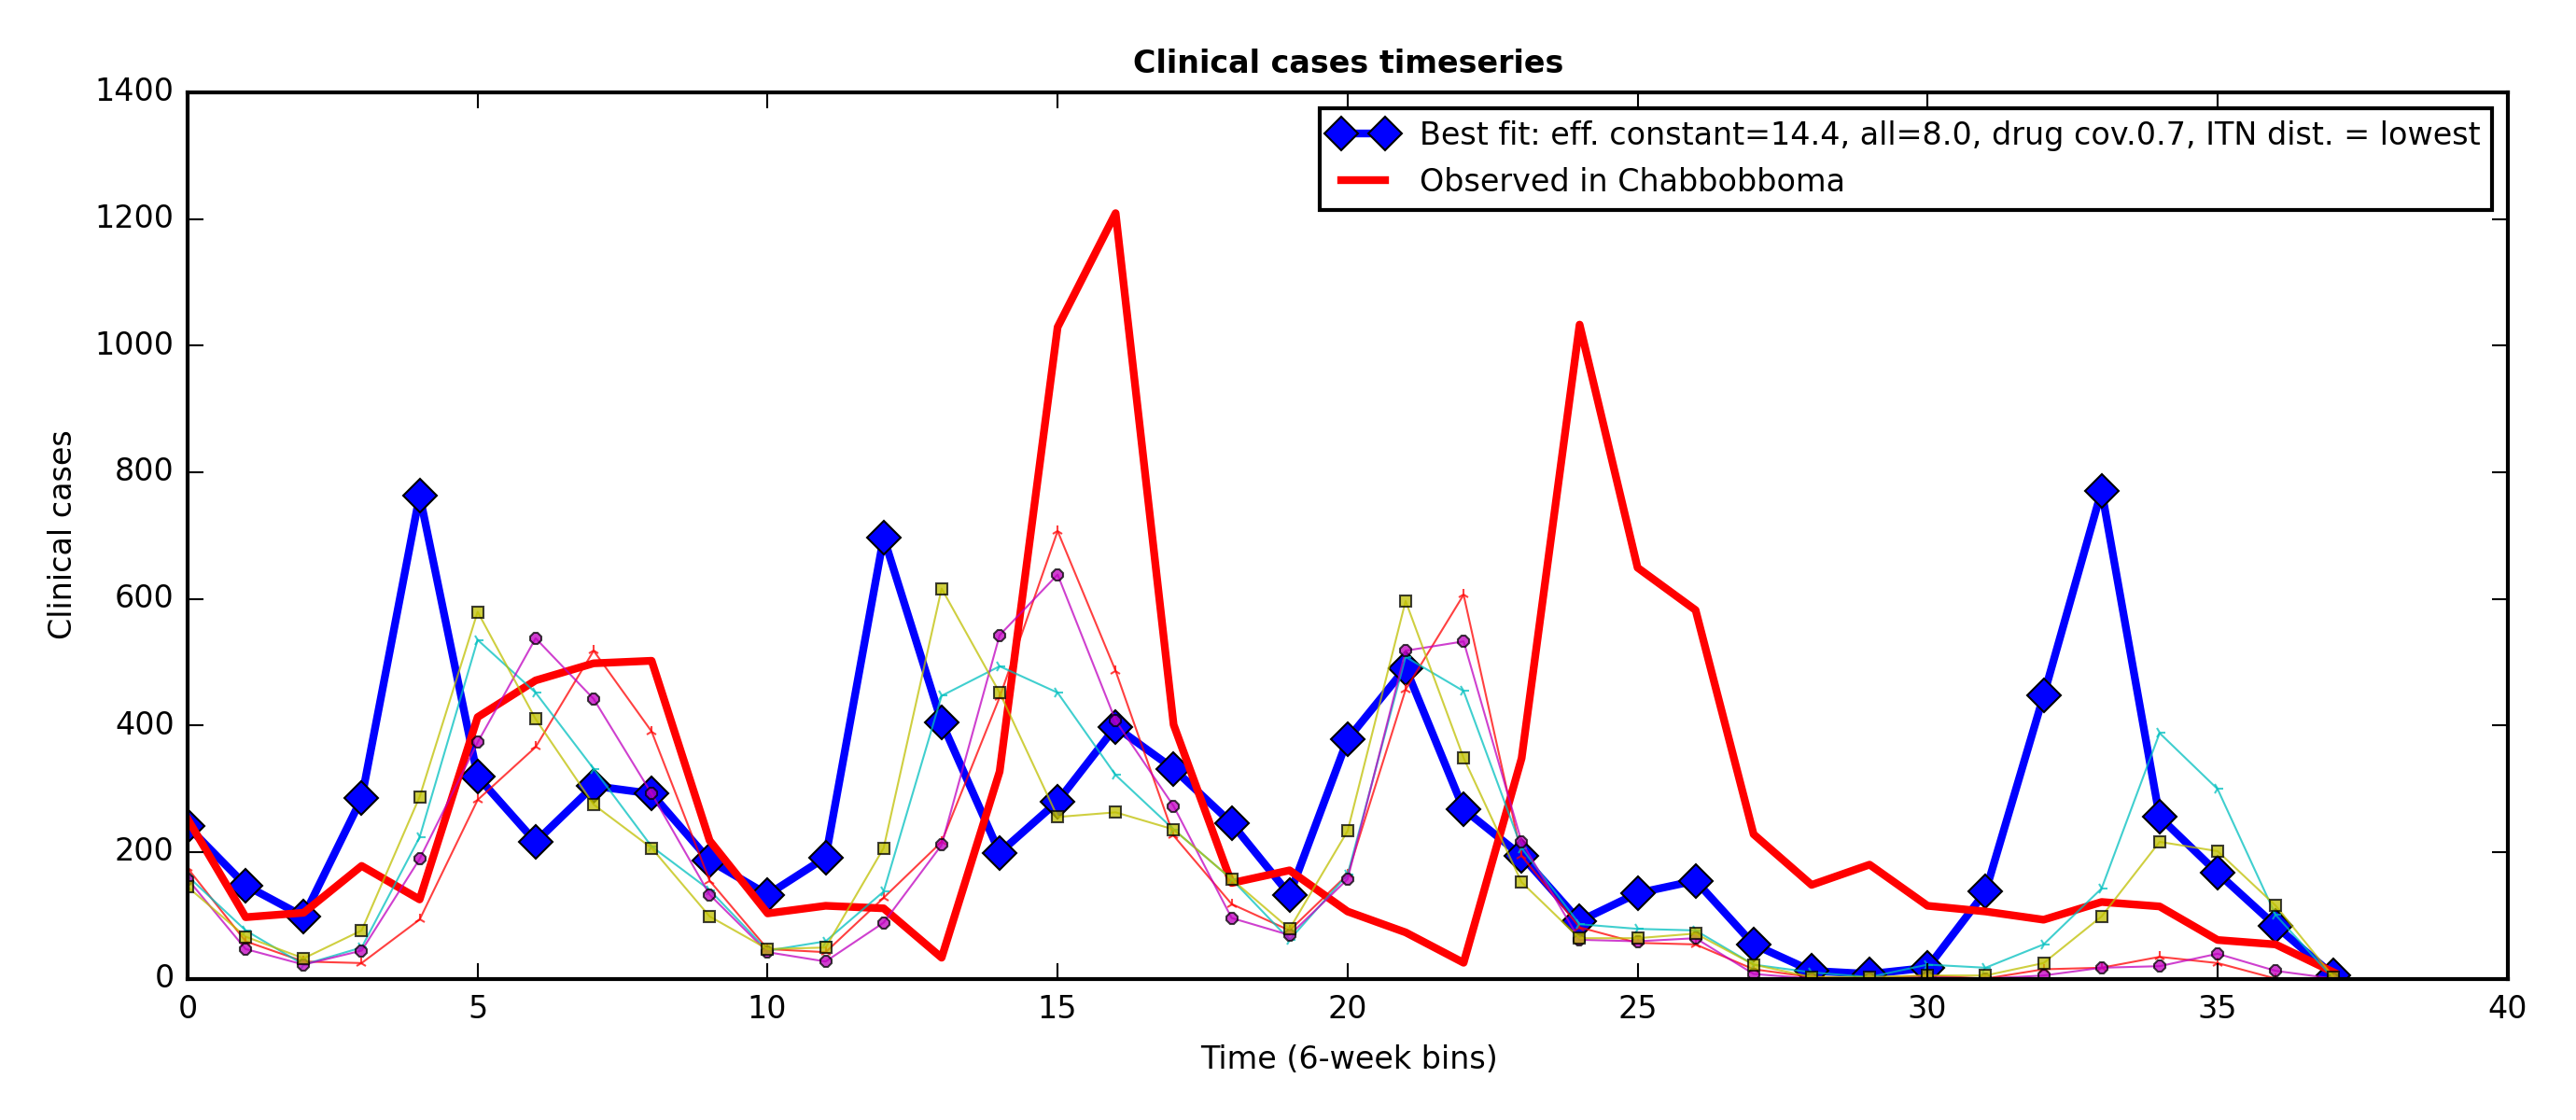 Clinical cases timeseries
1400
1200
1000
800
600
400
200
0
Clinical cases
Best fit: eff. constant=14.4, all=8.0, drug cov.0.7, ITN dist. = lowest
Observed in Chabbobboma
0 5 10 15 20 25 30 35 40
Time (6-week bins)